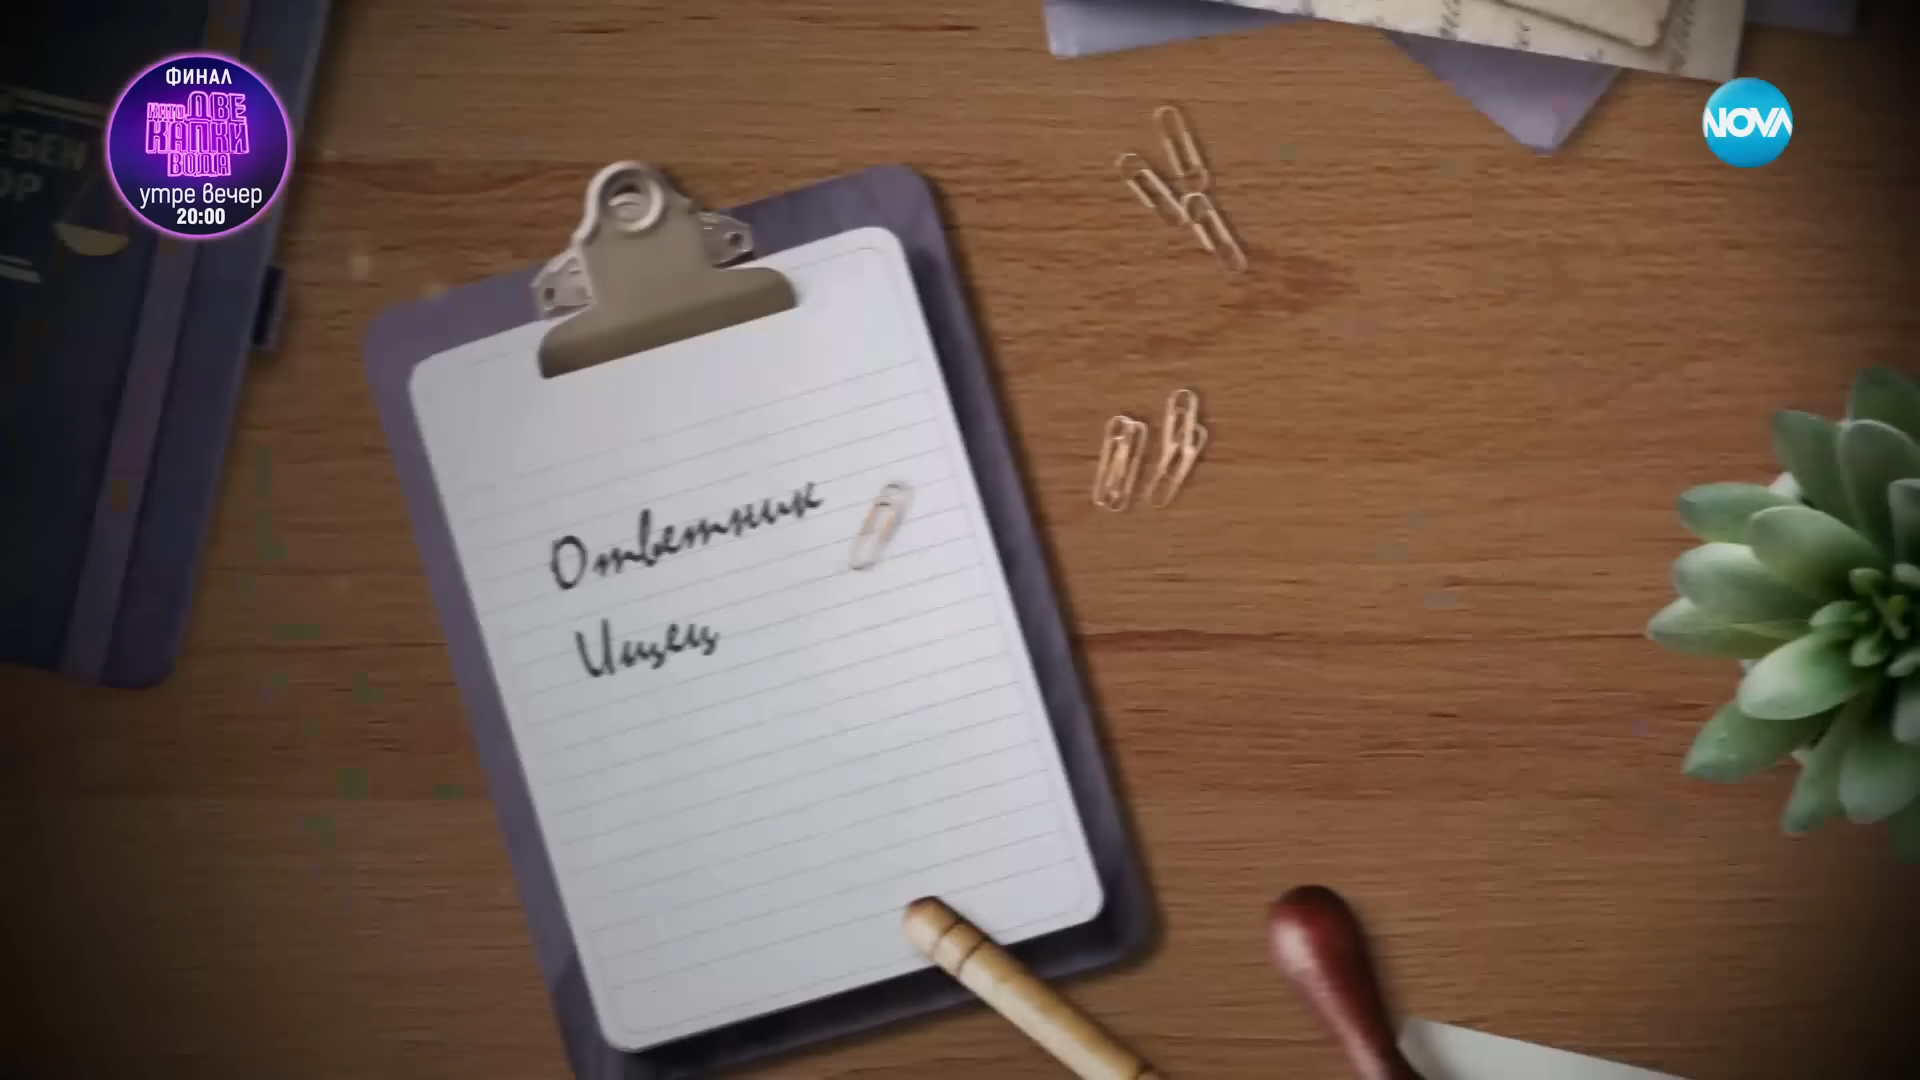 ФИНАЛ
КАТО ДВЕ
КАПКИ
ВОДА
утре вечер
20:00
NOVA
Ответник
Ищец